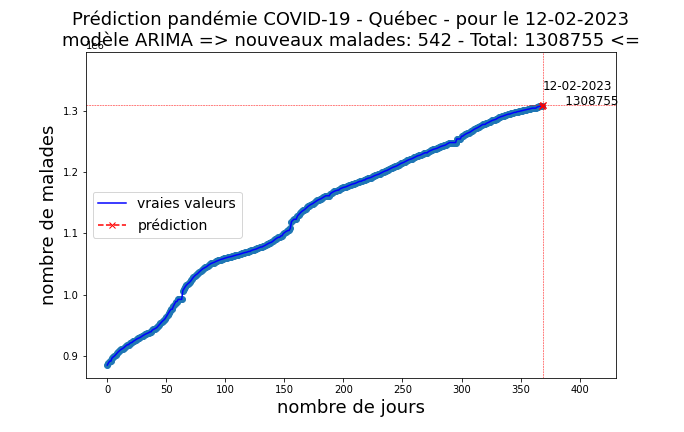 Prédiction pandémie COVID-19 - Québec - pour le 12-02-2023
modèle ARIMA => nouveaux malades: 542 - Total: 1308755 <=
1e6
12-02-2023
1308755
1.3
1.2
1.1
1.0
0.9
nombre de malades
vraies valeurs
prédiction
0 50 100 150 200 250 300 350 400
nombre de jours